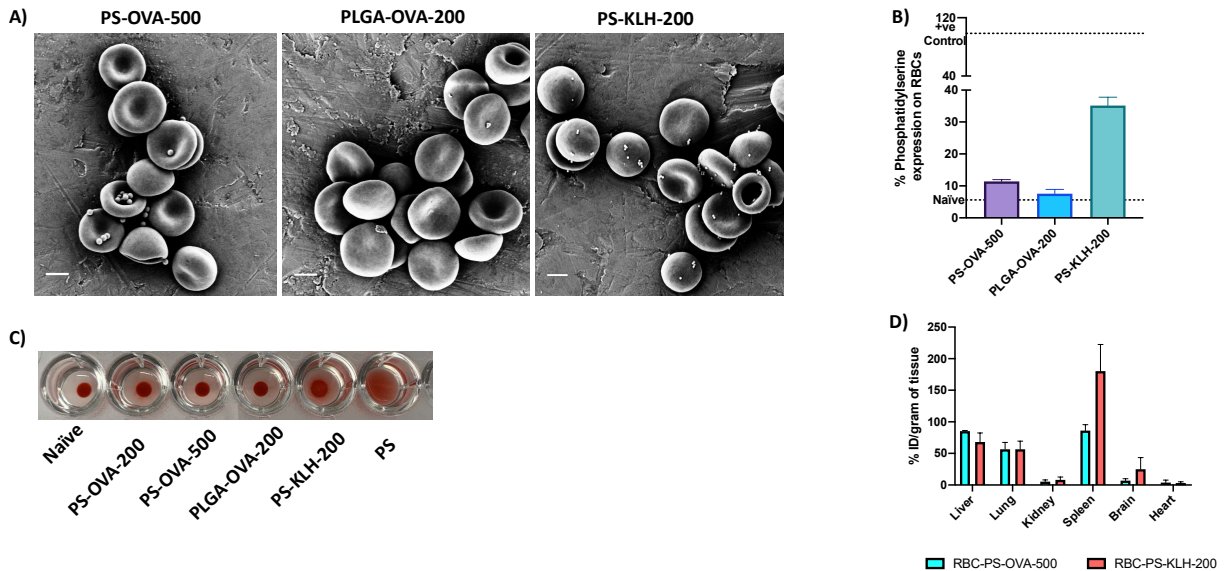 A)
PS-OVA-500
PLGA-OVA-200
PS-KLH-200
B)
% Phosphatidylserine
expression on RBCs
120
+ve
Control
40
40
30
20
10
Naïve
0
PS-OVA-500
PLGA-OVA-200
PS-KLH-200
C)
Naïve
PS-OVA-200
PS-OVA-500
PLGA-OVA-200
PS-KLH-200
PS
D)
% ID/gram of tissue
250
200
150
100
50
0
Liver
Lung
Kidney
Spleen
Brain
Heart
RBC-PS-OVA-500
RBC-PS-KLH-200